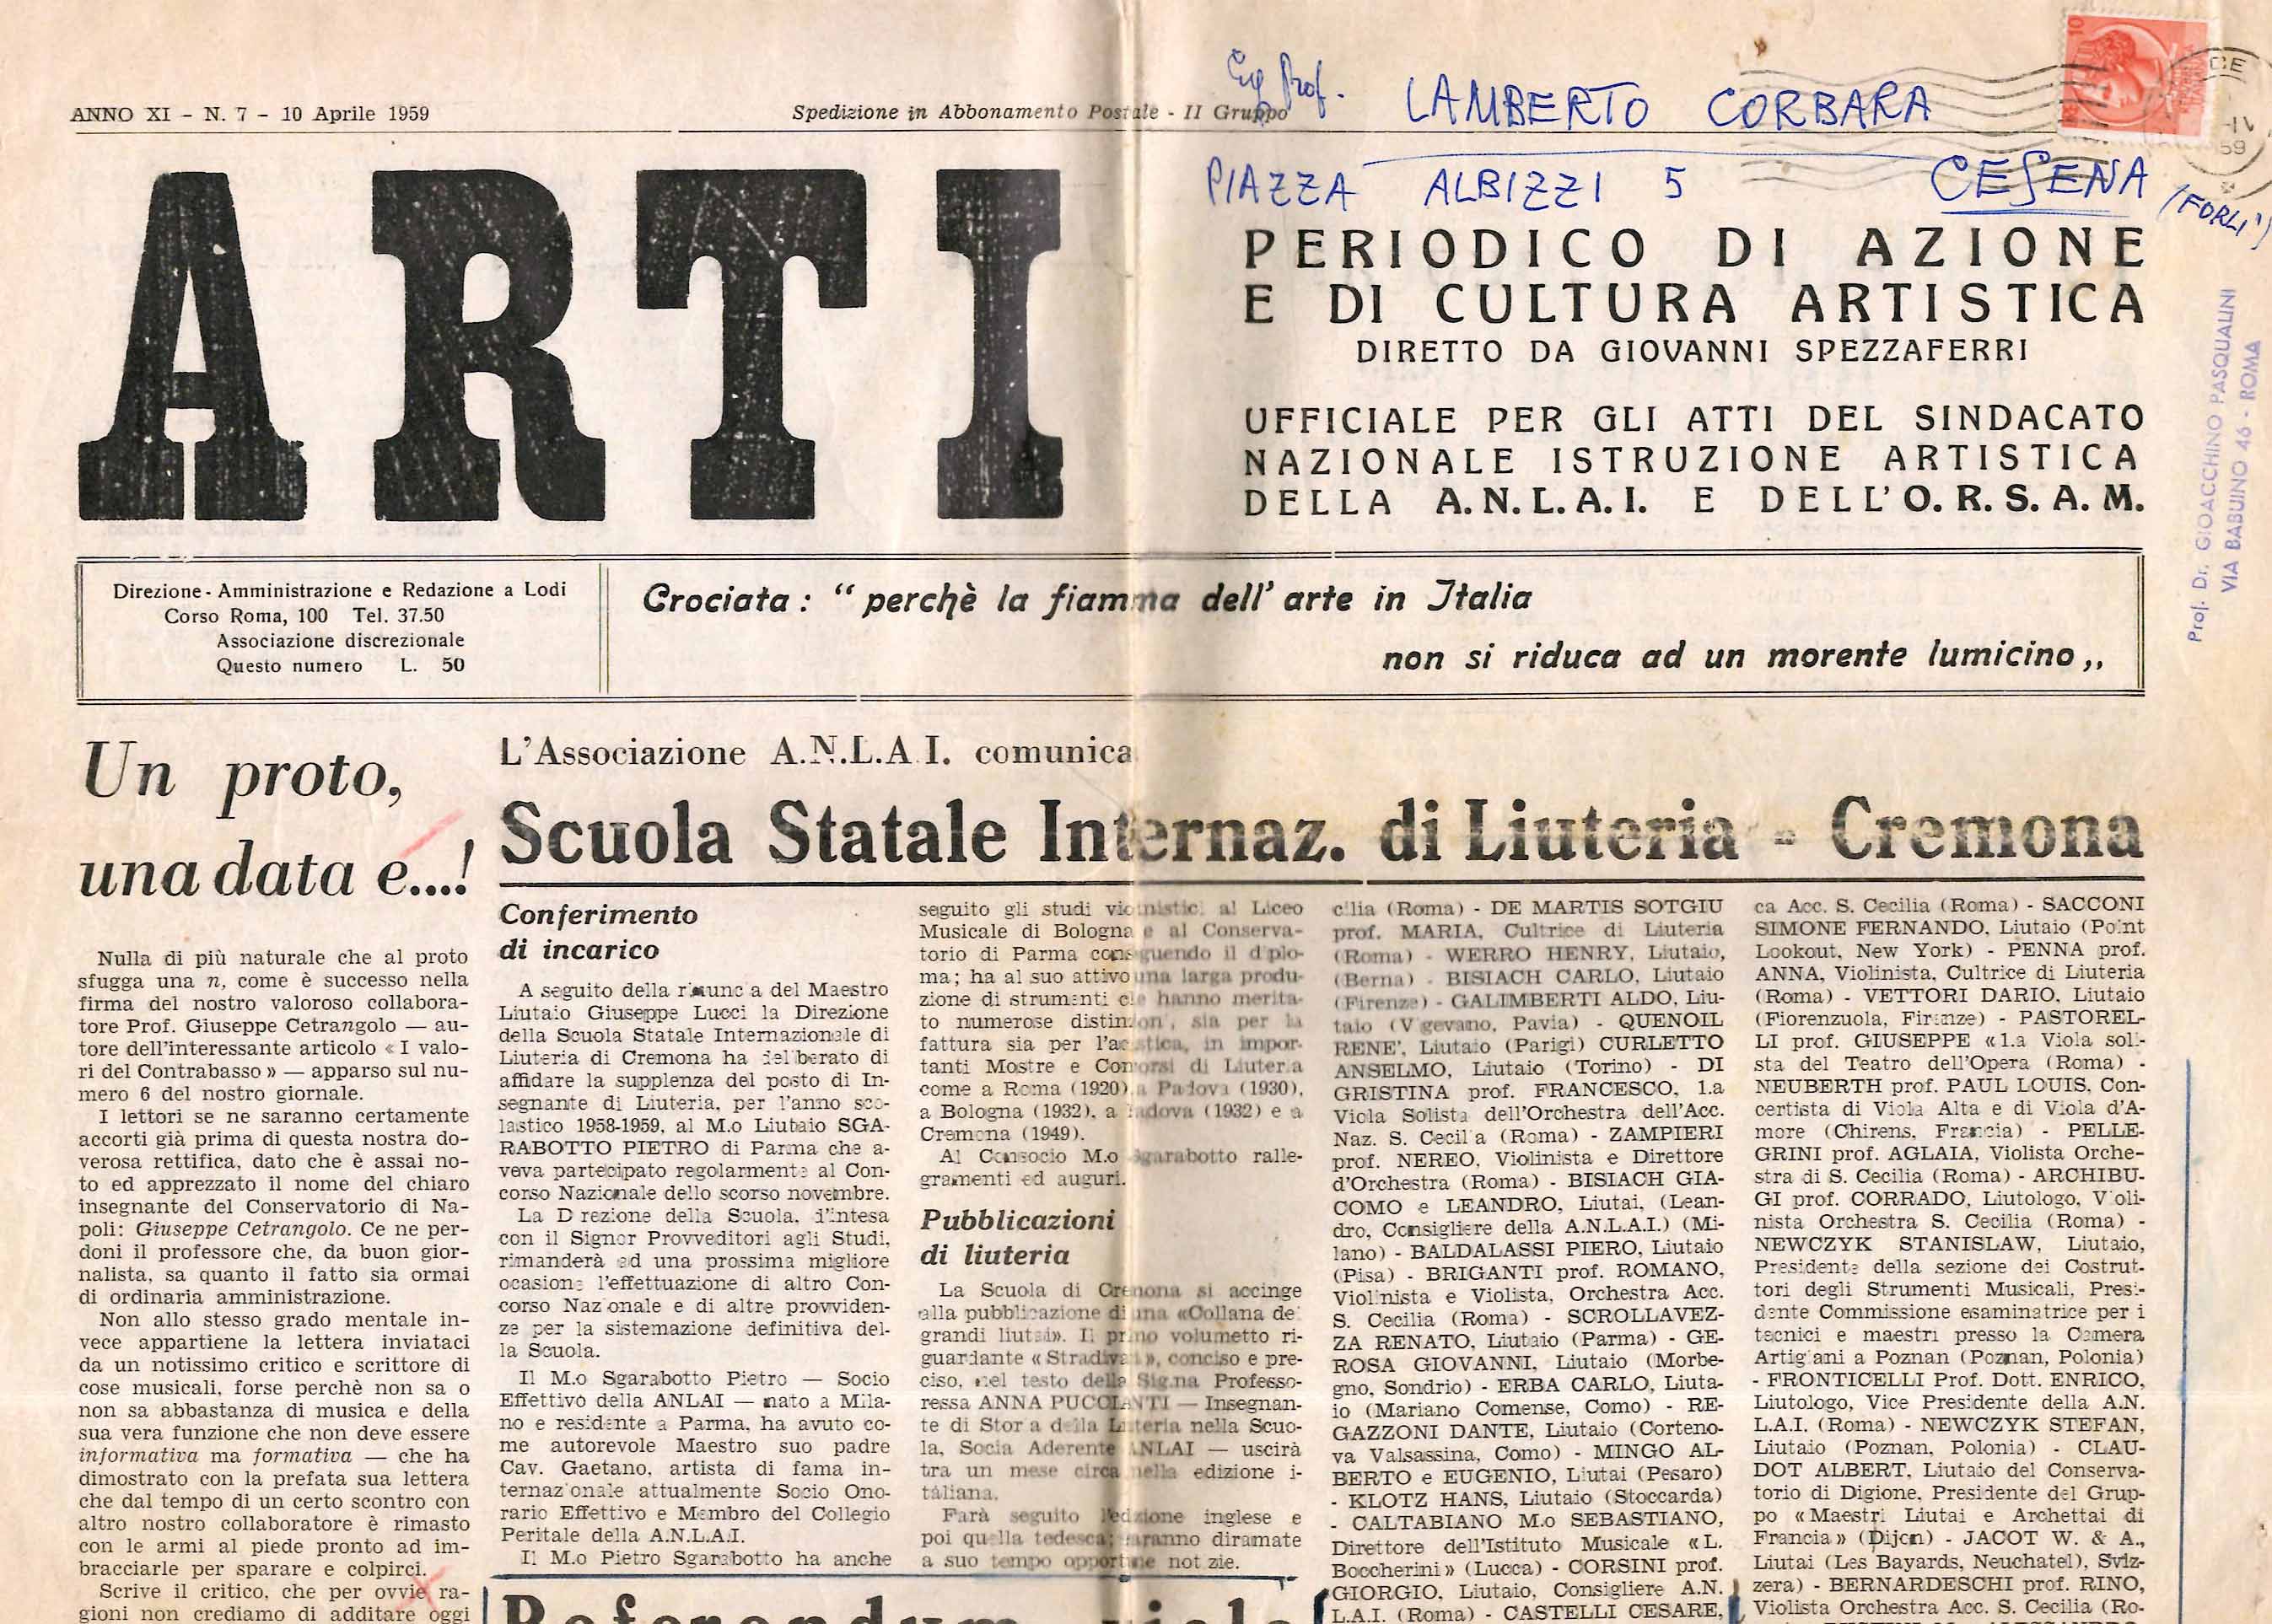 ANNO XI - N. 7 - 10 Aprile 1959
Spedizione in Abbonamento Postale - II Gruppo
Prof.
LAMBERTO CORBARA
PIAZZA ALBIZZI 5 CESENA
(FORLI')
CE
-IV
59
ARTI
PERIODICO DI AZIONE
E DI CULTURA ARTISTICA
DIRETTO DA GIOVANNI SPEZZAFERRI
UFFICIALE PER GLI ATTI DEL SINDACATO
NAZIONALE ISTRUZIONE ARTISTICA
DELLA A.N.L.A.I. E DELL'O.R.S.A.M.
Prof. Dr. GIOACCHINO PASQUALINI
VIA BABUINO 46 - ROMA
Direzione - Amministrazione e Redazione a Lodi
Corso Roma, 100 Tel. 37.50
Associazione discrezionale
Questo numero L. 50
Crociata : “ perchè la fiamma dell' arte in Italia
non si riduca ad un morente lumicino „
Un proto,
una data e...!
Nulla di più naturale che al proto
sfugga una n, come è successo nella
firma del nostro valoroso collabora-
tore Prof. Giuseppe Cetrangolo — au-
tore dell'interessante articolo « I valo-
ri del Contrabasso » — apparso sul nu-
mero 6 del nostro giornale.
I lettori se ne saranno certamente
accorti già prima di questa nostra do-
verosa rettifica, dato che è assai no-
to ed apprezzato il nome del chiaro
insegnante del Conservatorio di Na-
poli: Giuseppe Cetrangolo. Ce ne per-
doni il professore che, da buon gior-
nalista, sa quanto il fatto sia ormai
di ordinaria amministrazione.
Non allo stesso grado mentale in-
vece appartiene la lettera inviataci
da un notissimo critico e scrittore di
cose musicali, forse perchè non sa o
non sa abbastanza di musica e della
sua vera funzione che non deve essere
informativa ma formativa — che ha
dimostrato con la prefata sua lettera
che dal tempo di un certo scontro con
altro nostro collaboratore è rimasto
con le armi al piede pronto ad im-
bracciarle per sparare e colpirci.
Scrive il critico, che per ovvie ra-
gioni non crediamo di additare oggi
L'Associazione A.N.L.A.I. comunica
Scuola Statale Internaz. di Liuteria - Cremona
Conferimento
di incarico
A seguito della rinuncia del Maestro
Liutaio Giuseppe Lucci la Direzione
della Scuola Statale Internazionale di
Liuteria di Cremona ha deliberato di
affidare la supplenza del posto di In-
segnante di Liuteria, per l'anno sco-
lastico 1958-1959, al M.o Liutaio SGA-
RABOTTO PIETRO di Parma che a-
veva partecipato regolarmente al Con-
corso Nazionale dello scorso novembre.
La Direzione della Scuola, d'intesa
con il Signor Provveditori agli Studi,
rimanderà ad una prossima migliore
ocasione l'effettuazione di altro Con-
corso Nazionale e di altre provviden-
ze per la sistemazione definitiva del-
la Scuola.
Il M.o Sgarabotto Pietro — Socio
Effettivo della ANLAI — nato a Mila-
no e residente a Parma, ha avuto co-
me autorevole Maestro suo padre
Cav. Gaetano, artista di fama in-
ternazionale attualmente Socio Ono-
rario Effettivo e Membro del Collegio
Peritale della A.N.L.A.I.
Il M.o Pietro Sgarabotto ha anche
seguito gli studi violinistici al Liceo
Musicale di Bologna e al Conserva-
torio di Parma conseguendo il diplo-
ma; ha al suo attivo una larga produ-
zione di strumenti che hanno merita-
to numerose distinzioni, sia per la
fattura sia per l'acustica, in impor-
tanti Mostre e Concorsi di Liuteria
come a Roma (1920), a Padova (1930),
a Bologna (1932), a Padova (1932) e a
Cremona (1949).
Al Consocio M.o Sgarabotto ralle-
gramenti ed auguri.
Pubblicazioni
di liuteria
La Scuola di Cremona si accinge
alla pubblicazione di una «Collana dei
grandi liutai». Il primo volumetto ri-
guardante « Stradivari », conciso e pre-
ciso, nel testo della Sig.na Professo-
ressa ANNA PUCCIANTI — Insegnan-
te di Storia della Liuteria nella Scuo-
la, Socia Aderente ANLAI — uscirà
tra un mese circa nella edizione i-
taliana.
Farà seguito l'edizione inglese e
poi quella tedesca; saranno diramate
a suo tempo opportune notizie.
Referendum viola
cilia (Roma) - DE MARTIS SOTGIU
prof. MARIA, Cultrice di Liuteria
(Roma) - WERRO HENRY, Liutaio,
(Berna) - BISIACH CARLO, Liutaio
(Firenze) - GALIMBERTI ALDO, Liu-
taio (Vigevano, Pavia) - QUENOIL
RENE', Liutaio (Parigi) CURLETTO
ANSELMO, Liutaio (Torino) - DI
GRISTINA prof. FRANCESCO, 1.a
Viola Solista dell'Orchestra dell'Acc.
Naz. S. Cecilia (Roma) - ZAMPIERI
prof. NEREO, Violinista e Direttore
d'Orchestra (Roma) - BISIACH GIA-
COMO e LEANDRO, Liutai, (Lean-
dro, Consigliere della A.N.L.A.I.) (Mi-
lano) - BALDALASSI PIERO, Liutaio
(Pisa) - BRIGANTI prof. ROMANO,
Violinista e Violista, Orchestra Acc.
S. Cecilia (Roma) - SCROLLAVEZ-
ZA RENATO, Liutaio (Parma) - GE-
ROSA GIOVANNI, Liutaio (Morbe-
gno, Sondrio) - ERBA CARLO, Liuta-
io (Mariano Comense, Como) - RE-
GAZZONI DANTE, Liutaio (Corteno-
va Valsassina, Como) - MINGO AL-
BERTO e EUGENIO, Liutai (Pesaro)
- KLOTZ HANS, Liutaio (Stoccarda)
- CALTABIANO M.o SEBASTIANO,
Direttore dell'Istituto Musicale « L.
Boccherini » (Lucca) - CORSINI prof.
GIORGIO, Liutaio, Consigliere A.N.
L.A.I. (Roma) - CASTELLI CESARE,
ca Acc. S. Cecilia (Roma) - SACCONI
SIMONE FERNANDO, Liutaio (Point
Lookout, New York) - PENNA prof.
ANNA, Violinista, Cultrice di Liuteria
(Roma) - VETTORI DARIO, Liutaio
(Fiorenzuola, Firenze) - PASTOREL-
LI prof. GIUSEPPE « 1.a Viola soli-
sta del Teatro dell'Opera (Roma) -
NEUBERTH prof. PAUL LOUIS, Con-
certista di Viola Alta e di Viola d'A-
more (Chirens, Francia) - PELLE-
GRINI prof. AGLAIA, Violista Orche-
stra di S. Cecilia (Roma) - ARCHIBU-
GI prof. CORRADO, Liutologo, Violi-
nista Orchestra S. Cecilia (Roma) -
NEWCZYK STANISLAW, Liutaio,
Presidente della sezione dei Costrut-
tori degli Strumenti Musicali, Presi-
dente Commissione esaminatrice per i
tecnici e maestri presso la Camera
Artigiani a Poznan (Poznan, Polonia)
- FRONTICELLI Prof. Dott. ENRICO,
Liutologo, Vice Presidente della A.N.
L.A.I. (Roma) - NEWCZYK STEFAN,
Liutaio (Poznan, Polonia) - CLAU-
DOT ALBERT, Liutaio del Conserva-
torio di Digione, Presidente del Grup-
po « Maestri Liutai e Archettai di
Francia » (Dijon) - JACOT W. & A.,
Liutai (Les Bayards, Neuchatel), Sviz-
zera) - BERNARDESCHI prof. RINO,
Violista Orchestra Acc. S. Cecilia (Ro-